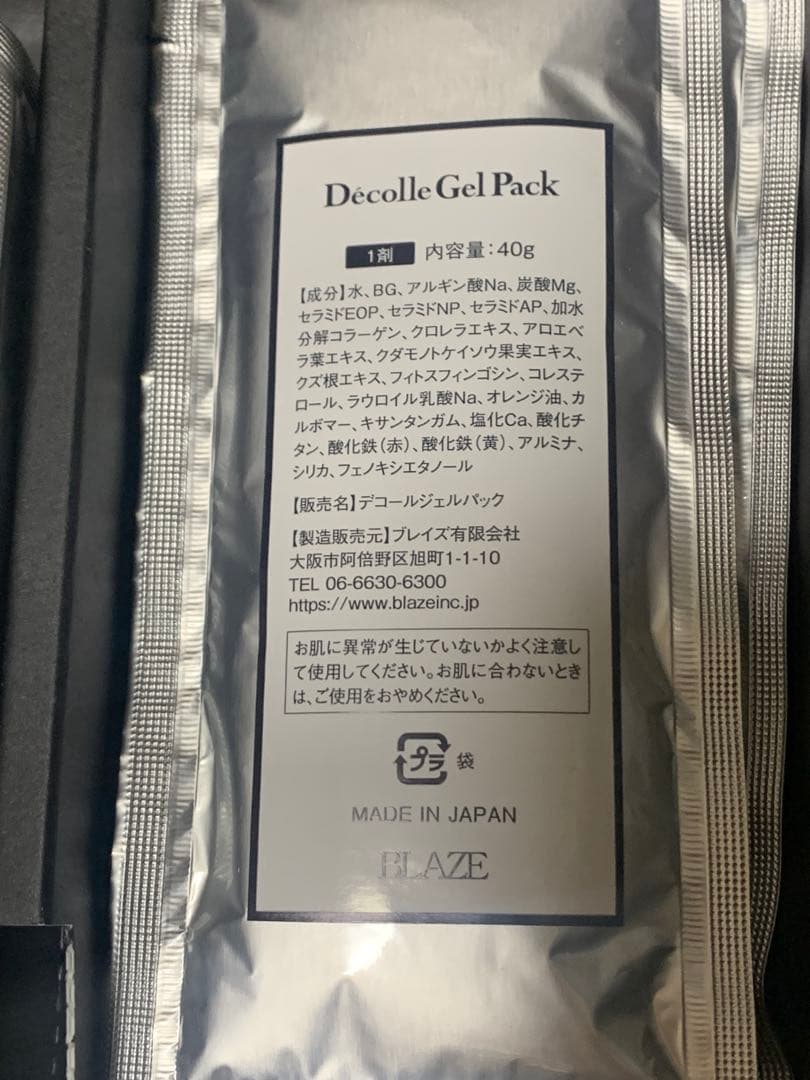 Décolle Gel Pack
1剤 内容量：40g
【成分】水、BG、アルギン酸Na、炭酸Mg、
セラミドEOP、セラミドNP、セラミドAP、加水
分解コラーゲン、クロレラエキス、アロエベ
ラ葉エキス、クダモノトケイソウ果実エキス、
クズ根エキス、フィトスフィンゴシン、コレステ
ロール、ラウロイル乳酸Na、オレンジ油、カ
ルボマー、キサンタンガム、塩化Ca、酸化チ
タン、酸化鉄（赤）、酸化鉄（黄）、アルミナ、
シリカ、フェノキシエタノール
【販売名】デコールジェルパック
【製造販売元】ブレイズ有限会社
大阪市阿倍野区旭町1-1-10
TEL 06-6630-6300
https://www.blazeinc.jp
お肌に異常が生じていないかよく注意し
て使用してください。お肌に合わないとき
は、ご使用をおやめください。
プラ 袋
MADE IN JAPAN
BLAZE